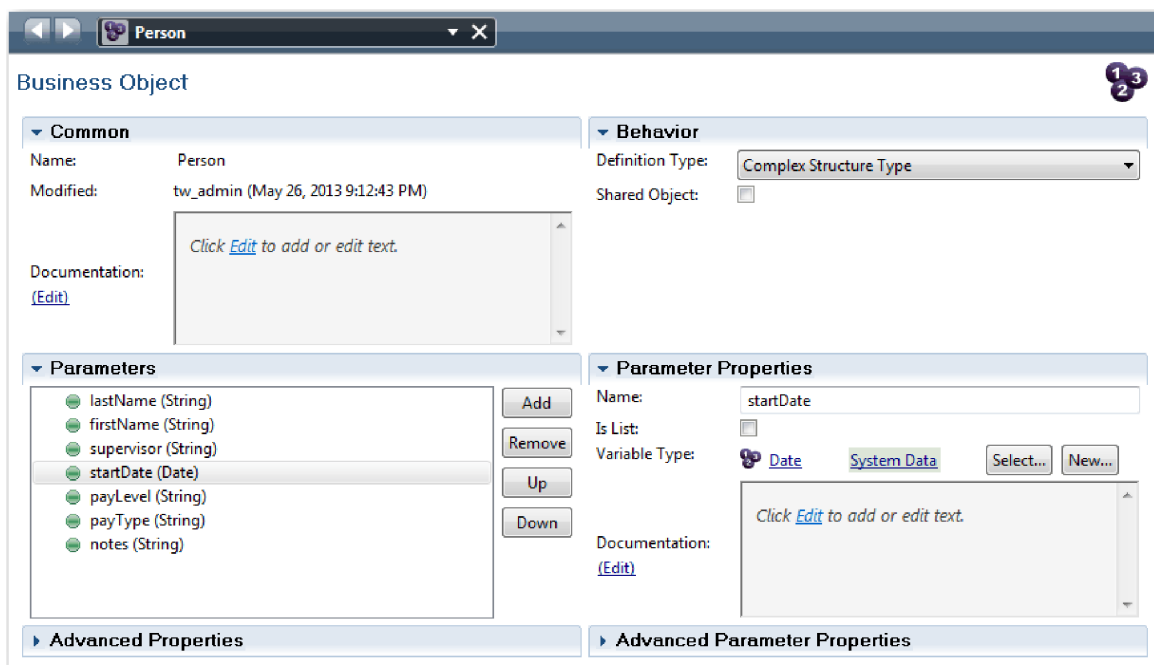 Person
Business Object
1 3
2
Common
Name: Person
Modified: tw_admin (May 26, 2013 9:12:43 PM)
Click Edit to add or edit text.
Documentation:
(Edit)
Behavior
Definition Type: Complex Structure Type
Shared Object:
Parameters
lastName (String)
firstName (String)
supervisor (String)
startDate (Date)
payLevel (String)
payType (String)
notes (String)
Add
Remove
Up
Down
Parameter Properties
Name: startDate
Is List:
Variable Type: Date System Data Select... New...
Click Edit to add or edit text.
Documentation:
(Edit)
Advanced Properties
Advanced Parameter Properties